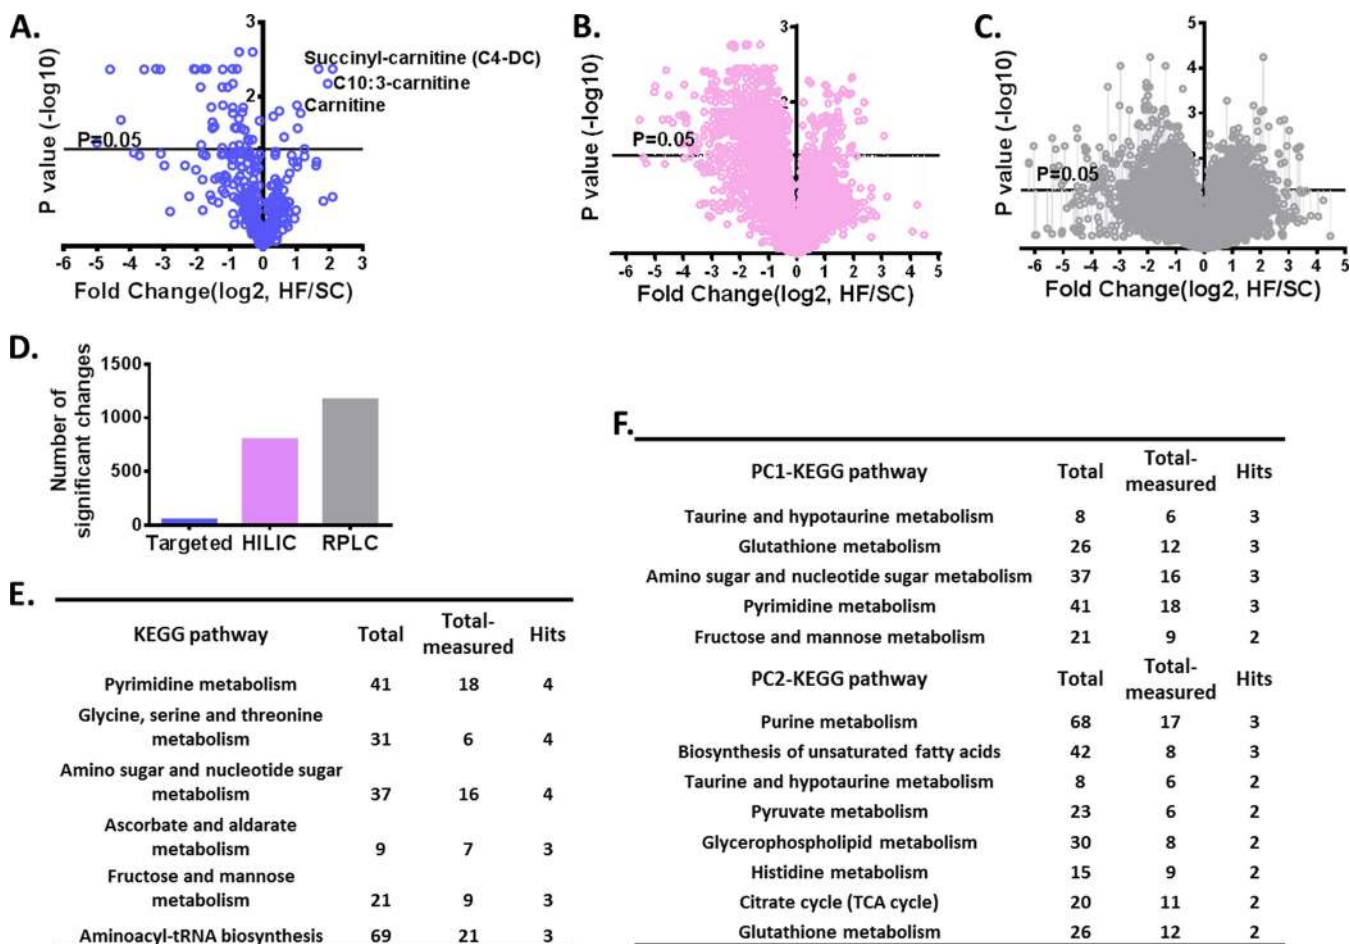 A.
3
2
P value (-log10)
P=0.05
Succinyl-carnitine (C4-DC)
C10:3-carnitine
Carnitine
-6 -5 -4 -3 -2 -1 0 1 2 3
Fold Change(log2, HF/SC)
B.
3
2
P value (-log10)
P=0.05
-6 -5 -4 -3 -2 -1 0 1 2 3 4 5
Fold Change(log2, HF/SC)
C.
5
4
3
P value (-log10)
P=0.05
-6 -5 -4 -3 -2 -1 0 1 2 3 4 5
Fold Change(log2, HF/SC)
D.
Number of
significant changes
1500
1000
500
0
Targeted HILIC RPLC
E.
KEGG pathway Total Total-measured Hits
Pyrimidine metabolism 41 18 4
Glycine, serine and threonine
metabolism 31 6 4
Amino sugar and nucleotide sugar
metabolism 37 16 4
Ascorbate and aldarate
metabolism 9 7 3
Fructose and mannose
metabolism 21 9 3
Aminoacyl-tRNA biosynthesis 69 21 3
F.
PC1-KEGG pathway Total Total-measured Hits
Taurine and hypotaurine metabolism 8 6 3
Glutathione metabolism 26 12 3
Amino sugar and nucleotide sugar metabolism 37 16 3
Pyrimidine metabolism 41 18 3
Fructose and mannose metabolism 21 9 2
PC2-KEGG pathway Total Total-measured Hits
Purine metabolism 68 17 3
Biosynthesis of unsaturated fatty acids 42 8 3
Taurine and hypotaurine metabolism 8 6 2
Pyruvate metabolism 23 6 2
Glycerophospholipid metabolism 30 8 2
Histidine metabolism 15 9 2
Citrate cycle (TCA cycle) 20 11 2
Glutathione metabolism 26 12 2